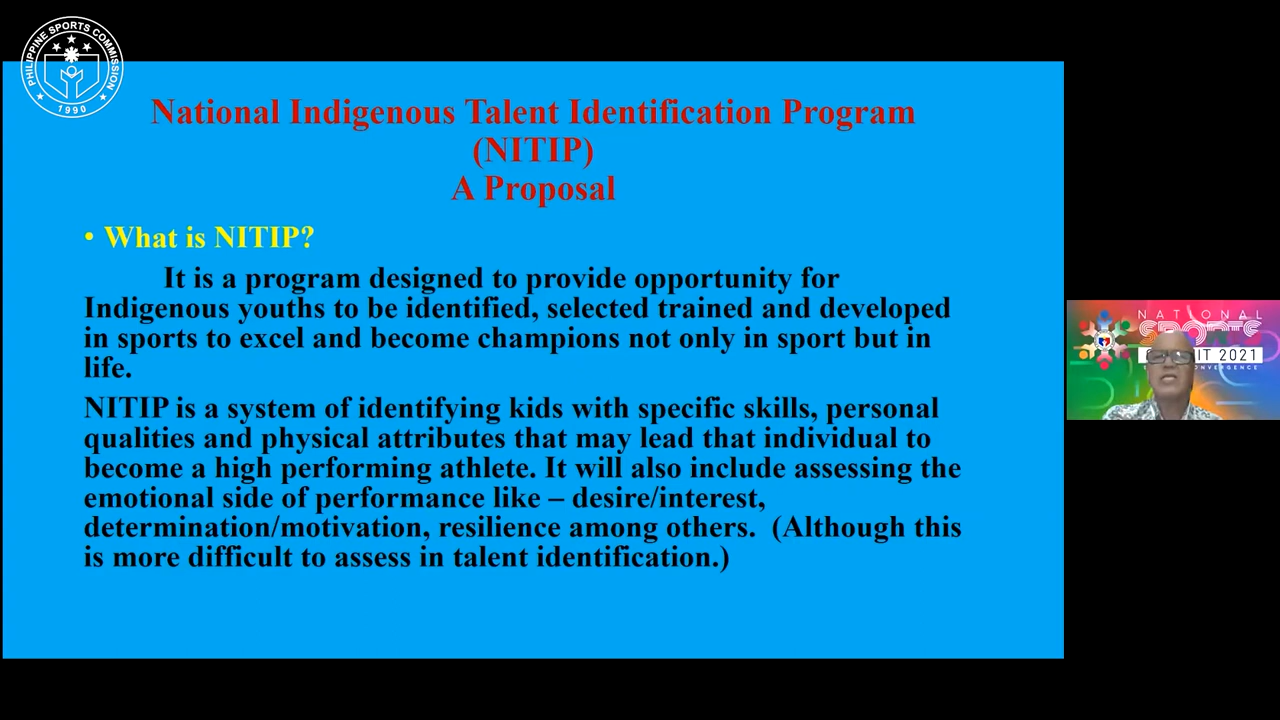 PHILIPPINE SPORTS COMMISSION
1990
National Indigenous Talent Identification Program
(NITIP)
A Proposal
• What is NITIP?
It is a program designed to provide opportunity for
Indigenous youths to be identified, selected trained and developed
in sports to excel and become champions not only in sport but in
life.
NITIP is a system of identifying kids with specific skills, personal
qualities and physical attributes that may lead that individual to
become a high performing athlete. It will also include assessing the
emotional side of performance like – desire/interest,
determination/motivation, resilience among others.  (Although this
is more difficult to assess in talent identification.)
NATIONAL
SPORTS
IT 2021